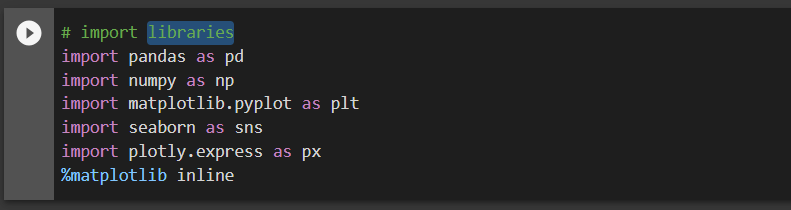 # import libraries
import pandas as pd
import numpy as np
import matplotlib.pyplot as plt
import seaborn as sns
import plotly.express as px
%matplotlib inline